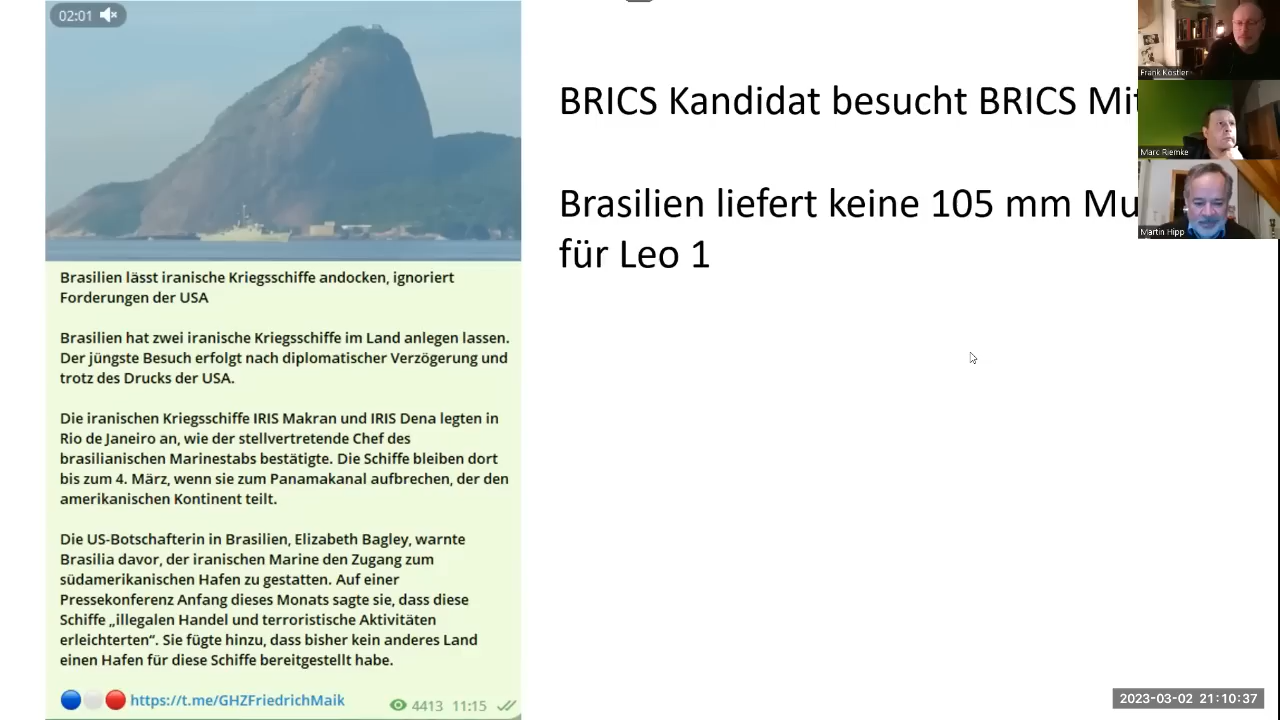 02:01
Brasilien lässt iranische Kriegsschiffe andocken, ignoriert
Forderungen der USA
Brasilien hat zwei iranische Kriegsschiffe im Land anlegen lassen.
Der jüngste Besuch erfolgt nach diplomatischer Verzögerung und
trotz des Drucks der USA.
Die iranischen Kriegsschiffe IRIS Makran und IRIS Dena legten in
Rio de Janeiro an, wie der stellvertretende Chef des
brasilianischen Marinestabs bestätigte. Die Schiffe bleiben dort
bis zum 4. März, wenn sie zum Panamakanal aufbrechen, der den
amerikanischen Kontinent teilt.
Die US-Botschafterin in Brasilien, Elizabeth Bagley, warnte
Brasilia davor, der iranischen Marine den Zugang zum
südamerikanischen Hafen zu gestatten. Auf einer
Pressekonferenz Anfang dieses Monats sagte sie, dass diese
Schiffe „illegalen Handel und terroristische Aktivitäten
erleichterten“. Sie fügte hinzu, dass bisher kein anderes Land
einen Hafen für diese Schiffe bereitgestellt habe.
https://t.me/GHZFriedrichMaik
4413 11:15
BRICS Kandidat besucht BRICS Mit
Brasilien liefert keine 105 mm Mu
für Leo 1
Frank Köstler
Marc Riemke
Martin Hipp
2023-03-02 21:10:37